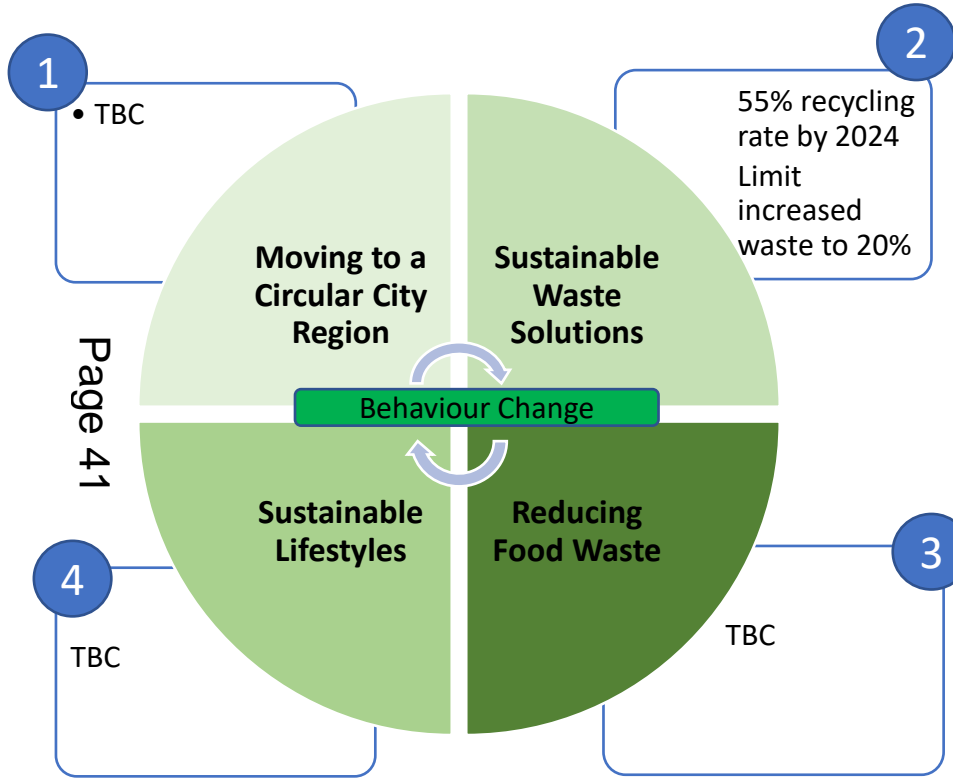 1
• TBC
2
55% recycling
rate by 2024
Limit
increased
waste to 20%
Moving to a
Circular City
Region
Sustainable
Waste
Solutions
Behaviour Change
Sustainable
Lifestyles
Reducing
Food Waste
Page 41
4
TBC
3
TBC